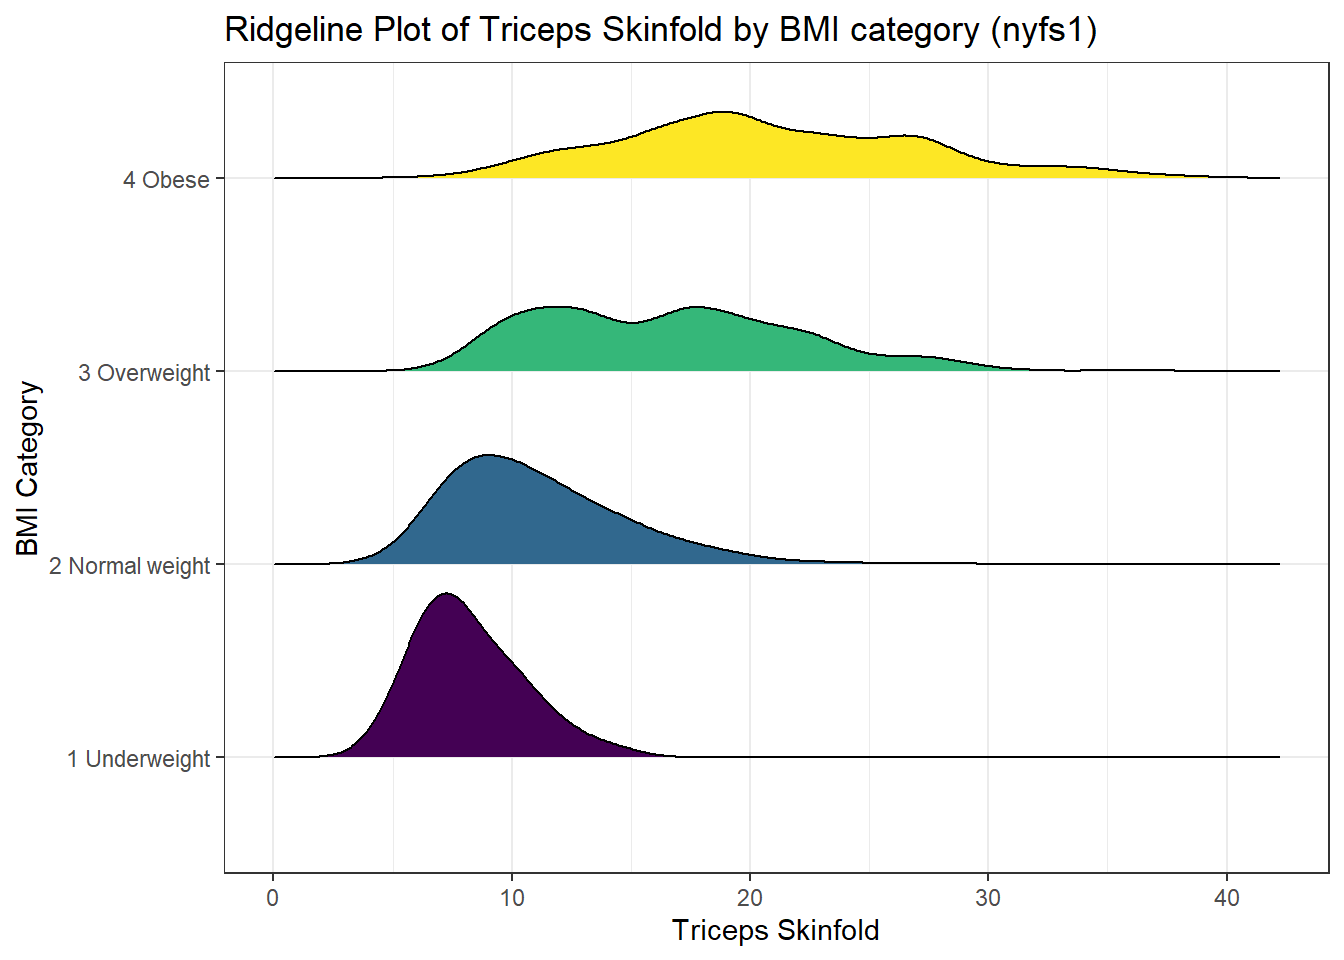 Ridgeline Plot of Triceps Skinfold by BMI category (nyfs1)
BMI Category
4 Obese
3 Overweight
2 Normal weight
1 Underweight
0 10 20 30 40
Triceps Skinfold